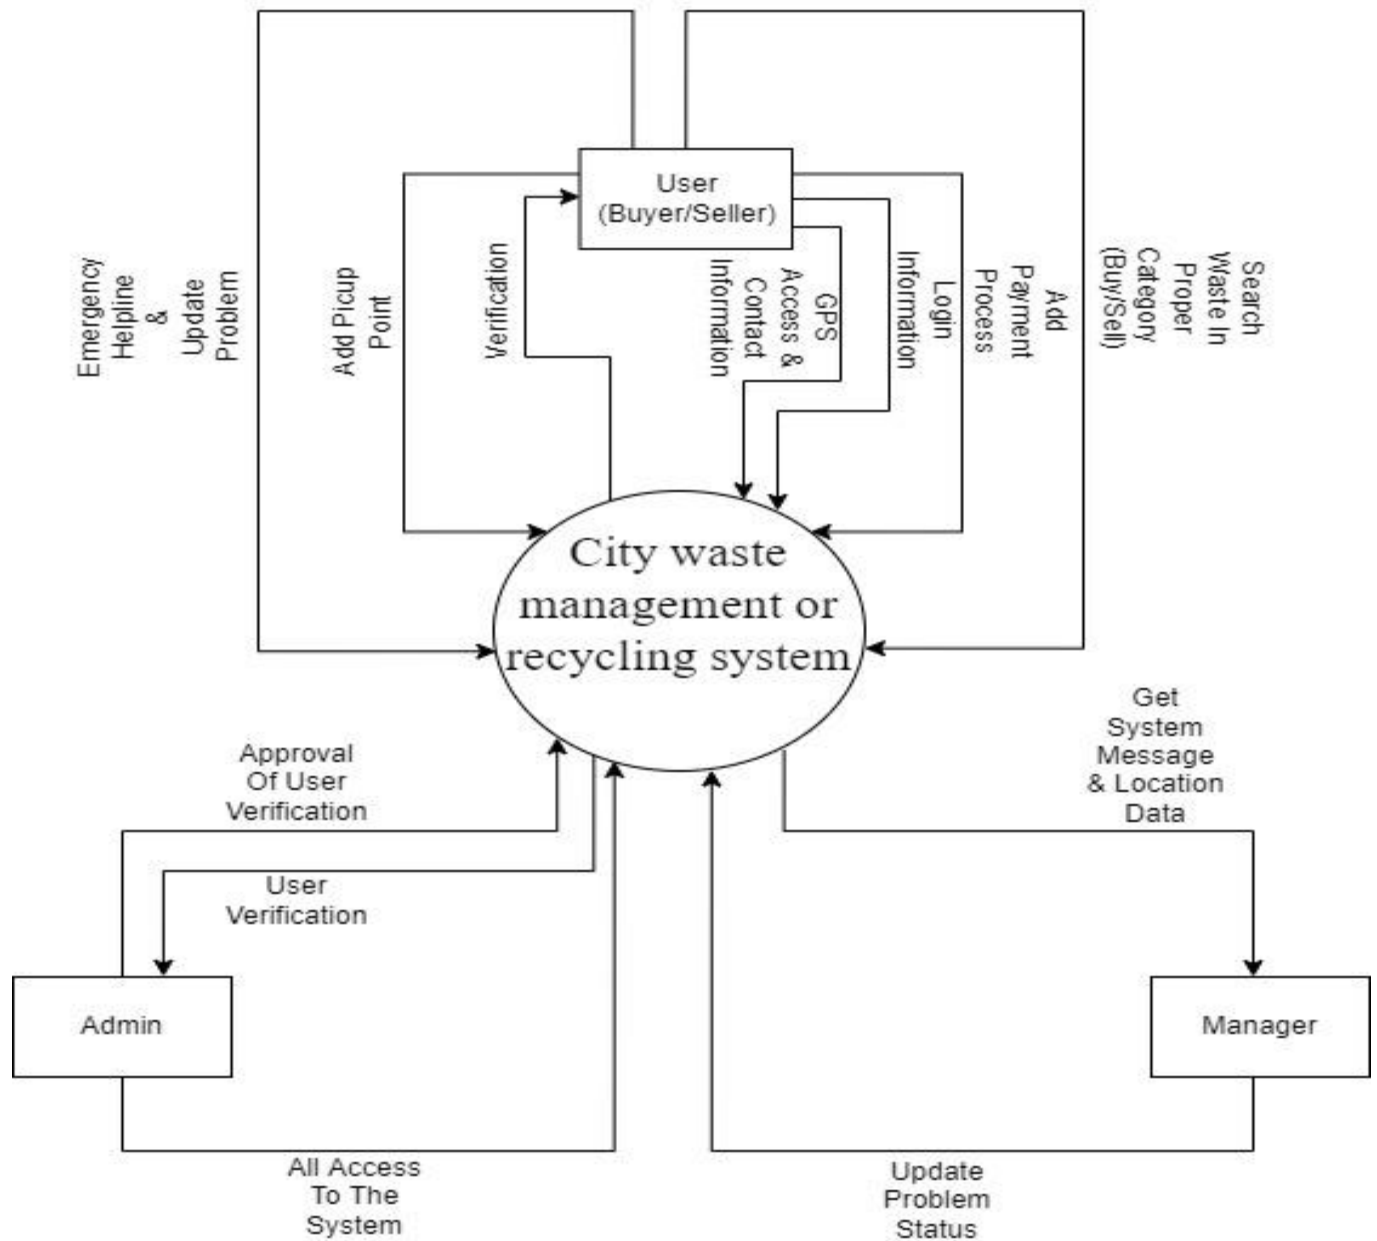 User
(Buyer/Seller)
Emergency
Helpline
&
Update
Problem
Add Picup
Point
Verification
GPS
Access &
Contact
Information
Login
Information
Add
Payment
Process
Search
Waste In
Proper
Category
(Buy/Sell)
City waste
management or
recycling system
Approval
Of User
Verification
User
Verification
Get
System
Message
& Location
Data
Admin
Manager
All Access
To The
System
Update
Problem
Status